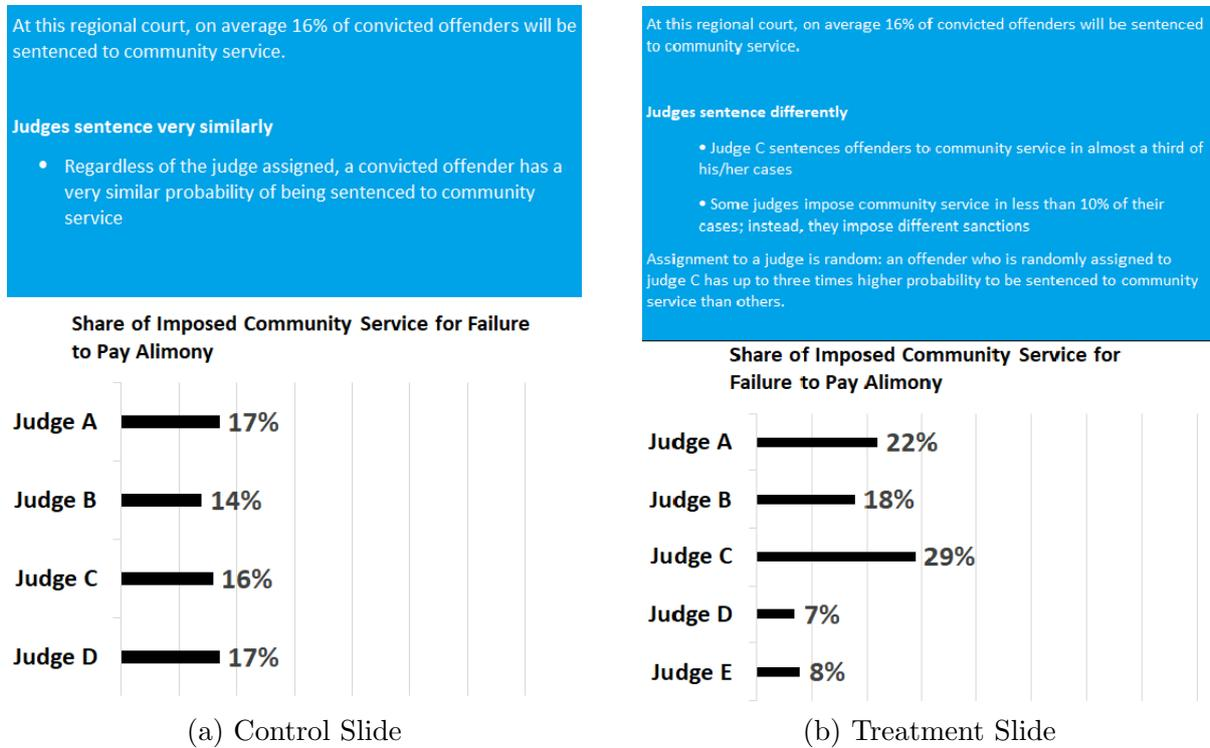 At this regional court, on average 16% of convicted offenders will be
sentenced to community service.
Judges sentence very similarly
• Regardless of the judge assigned, a convicted offender has a
very similar probability of being sentenced to community
service
Share of Imposed Community Service for Failure
to Pay Alimony
Judge A 17%
Judge B 14%
Judge C 16%
Judge D 17%
(a) Control Slide
At this regional court, on average 16% of convicted offenders will be sentenced
to community service.
Judges sentence differently
• Judge C sentences offenders to community service in almost a third of
his/her cases
• Some judges impose community service in less than 10% of their
cases; instead, they impose different sanctions
Assignment to a judge is random: an offender who is randomly assigned to
judge C has up to three times higher probability to be sentenced to community
service than others.
Share of Imposed Community Service for
Failure to Pay Alimony
Judge A 22%
Judge B 18%
Judge C 29%
Judge D 7%
Judge E 8%
(b) Treatment Slide